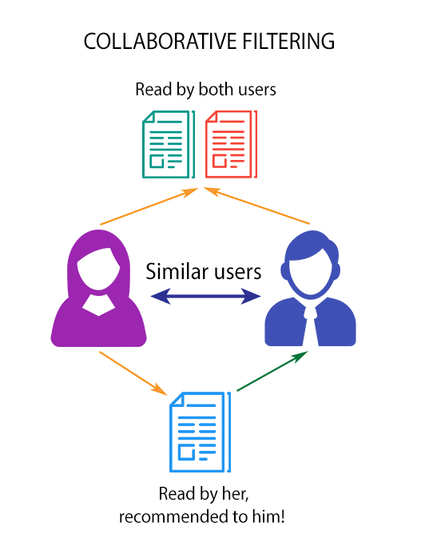 COLLABORATIVE FILTERING
Read by both users
Similar users
Read by her,
recommended to him!